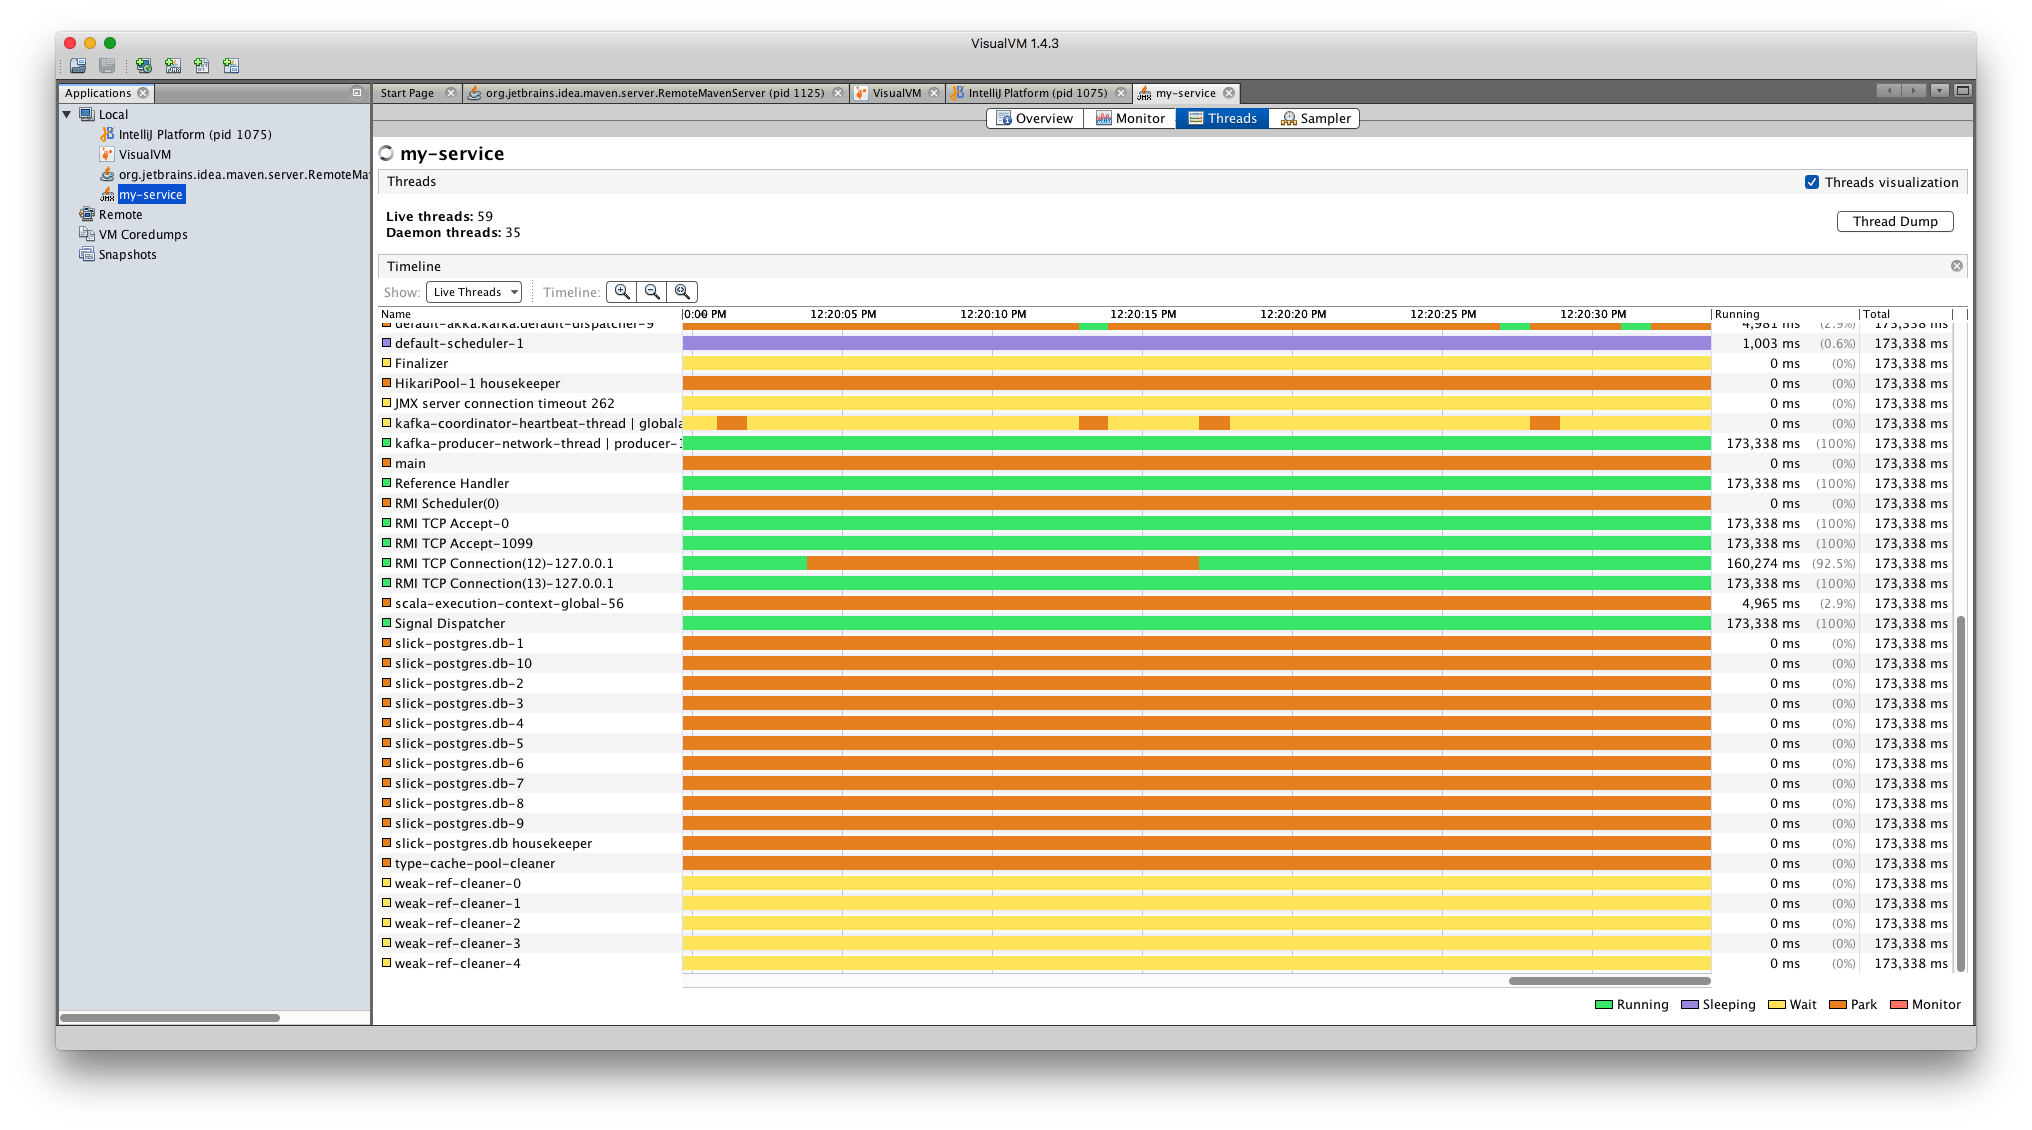 VisualVM 1.4.3
Applications
Start Page
org.jetbrains.idea.maven.server.RemoteMavenServer (pid 1125)
VisualVM
IntelliJ Platform (pid 1075)
my-service
Local
IntelliJ Platform (pid 1075)
VisualVM
org.jetbrains.idea.maven.server.RemoteMa
my-service
Remote
VM Coredumps
Snapshots
Overview Monitor Threads Sampler
my-service
Threads
Threads visualization
Live threads: 59
Daemon threads: 35
Thread Dump
Timeline
Show: Live Threads Timeline:
Name 0:00 PM 12:20:05 PM 12:20:10 PM 12:20:15 PM 12:20:20 PM 12:20:25 PM 12:20:30 PM Running Total
default-akka.kafka.default-dispatcher-9 4,981 ms (2.9%) 173,338 ms
default-scheduler-1 1,003 ms (0.6%) 173,338 ms
Finalizer 0 ms (0%) 173,338 ms
HikariPool-1 housekeeper 0 ms (0%) 173,338 ms
JMX server connection timeout 262 0 ms (0%) 173,338 ms
kafka-coordinator-heartbeat-thread | globala 0 ms (0%) 173,338 ms
kafka-producer-network-thread | producer-1 173,338 ms (100%) 173,338 ms
main 0 ms (0%) 173,338 ms
Reference Handler 173,338 ms (100%) 173,338 ms
RMI Scheduler(0) 0 ms (0%) 173,338 ms
RMI TCP Accept-0 173,338 ms (100%) 173,338 ms
RMI TCP Accept-1099 173,338 ms (100%) 173,338 ms
RMI TCP Connection(12)-127.0.0.1 160,274 ms (92.5%) 173,338 ms
RMI TCP Connection(13)-127.0.0.1 173,338 ms (100%) 173,338 ms
scala-execution-context-global-56 4,965 ms (2.9%) 173,338 ms
Signal Dispatcher 173,338 ms (100%) 173,338 ms
slick-postgres.db-1 0 ms (0%) 173,338 ms
slick-postgres.db-10 0 ms (0%) 173,338 ms
slick-postgres.db-2 0 ms (0%) 173,338 ms
slick-postgres.db-3 0 ms (0%) 173,338 ms
slick-postgres.db-4 0 ms (0%) 173,338 ms
slick-postgres.db-5 0 ms (0%) 173,338 ms
slick-postgres.db-6 0 ms (0%) 173,338 ms
slick-postgres.db-7 0 ms (0%) 173,338 ms
slick-postgres.db-8 0 ms (0%) 173,338 ms
slick-postgres.db-9 0 ms (0%) 173,338 ms
slick-postgres.db housekeeper 0 ms (0%) 173,338 ms
type-cache-pool-cleaner 0 ms (0%) 173,338 ms
weak-ref-cleaner-0 0 ms (0%) 173,338 ms
weak-ref-cleaner-1 0 ms (0%) 173,338 ms
weak-ref-cleaner-2 0 ms (0%) 173,338 ms
weak-ref-cleaner-3 0 ms (0%) 173,338 ms
weak-ref-cleaner-4 0 ms (0%) 173,338 ms
Running Sleeping Wait Park Monitor